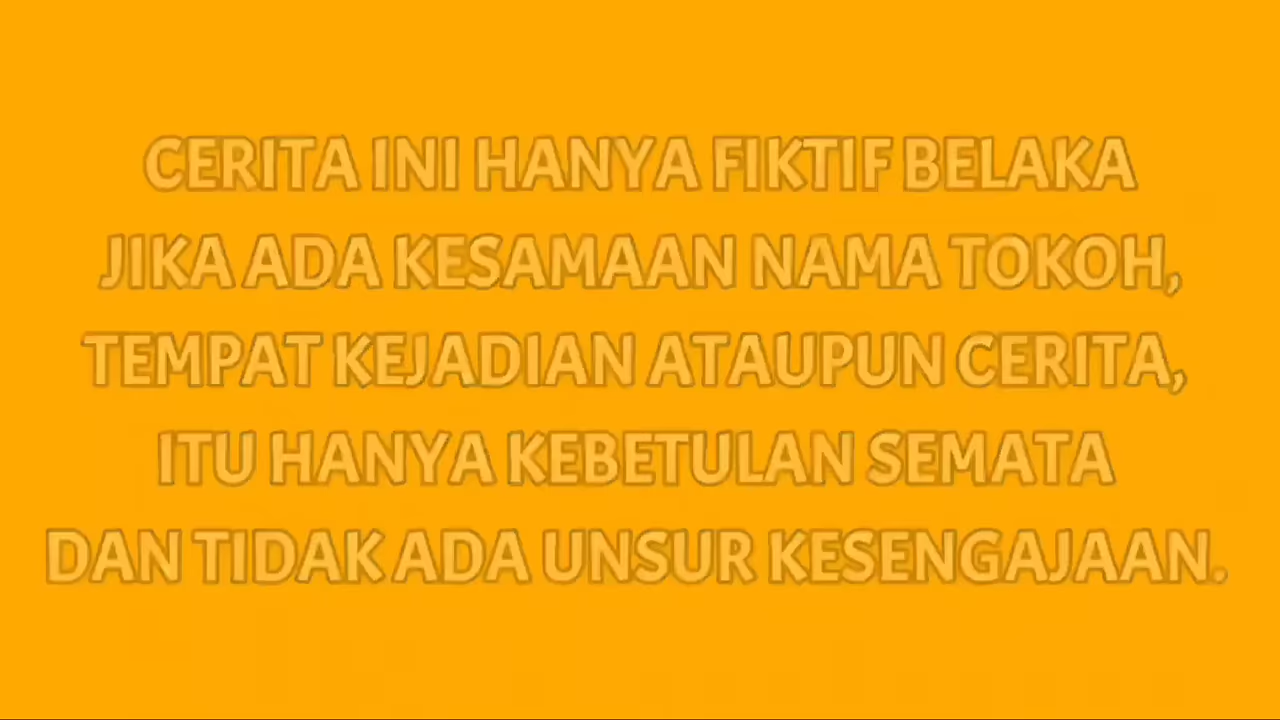 CERITA INI HANYA FIKTIF BELAKA
JIKA ADA KESAMAAN NAMA TOKOH,
TEMPAT KEJADIAN ATAUPUN CERITA,
ITU HANYA KEBETULAN SEMATA
DAN TIDAK ADA UNSUR KESENGAJAAN.